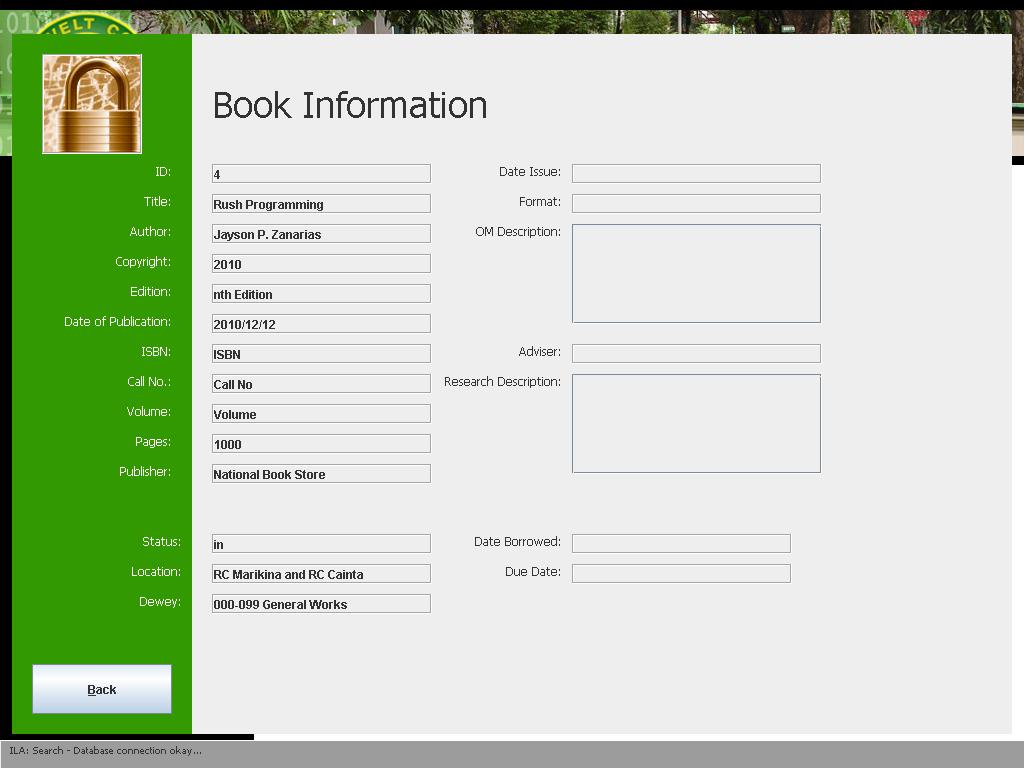 ELT C
Book Information
ID: 4
Title: Rush Programming
Author: Jayson P. Zanarias
Copyright: 2010
Edition: nth Edition
Date of Publication: 2010/12/12
ISBN: ISBN
Call No.: Call No
Volume: Volume
Pages: 1000
Publisher: National Book Store
Date Issue:
Format:
OM Description:
Adviser:
Research Description:
Status: in
Location: RC Marikina and RC Cainta
Dewey: 000-099 General Works
Date Borrowed:
Due Date:
Back
ILA: Search - Database connection okay...